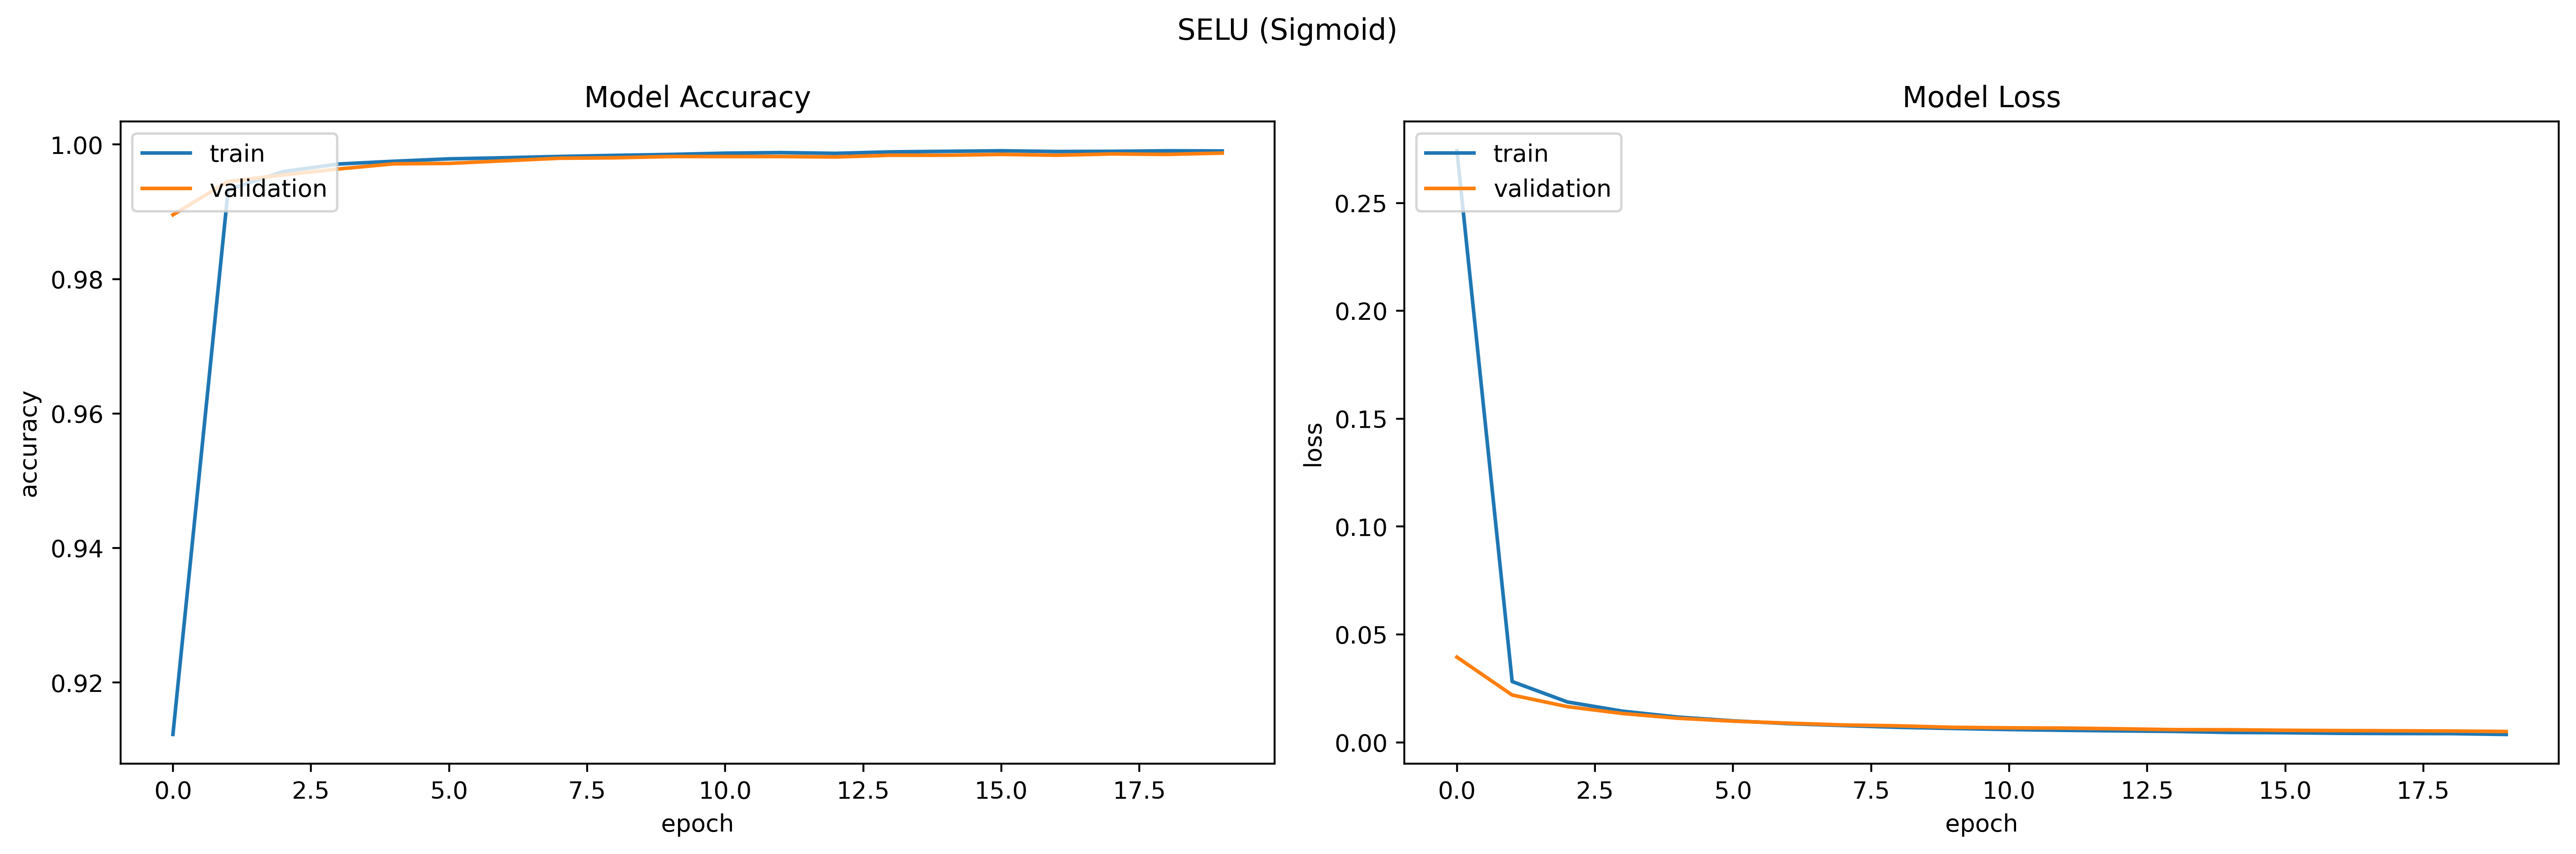 SELU (Sigmoid)
Model Accuracy
train
validation
1.00
0.98
0.96
0.94
0.92
accuracy
0.0 2.5 5.0 7.5 10.0 12.5 15.0 17.5
epoch
Model Loss
train
validation
0.25
0.20
0.15
0.10
0.05
0.00
loss
0.0 2.5 5.0 7.5 10.0 12.5 15.0 17.5
epoch